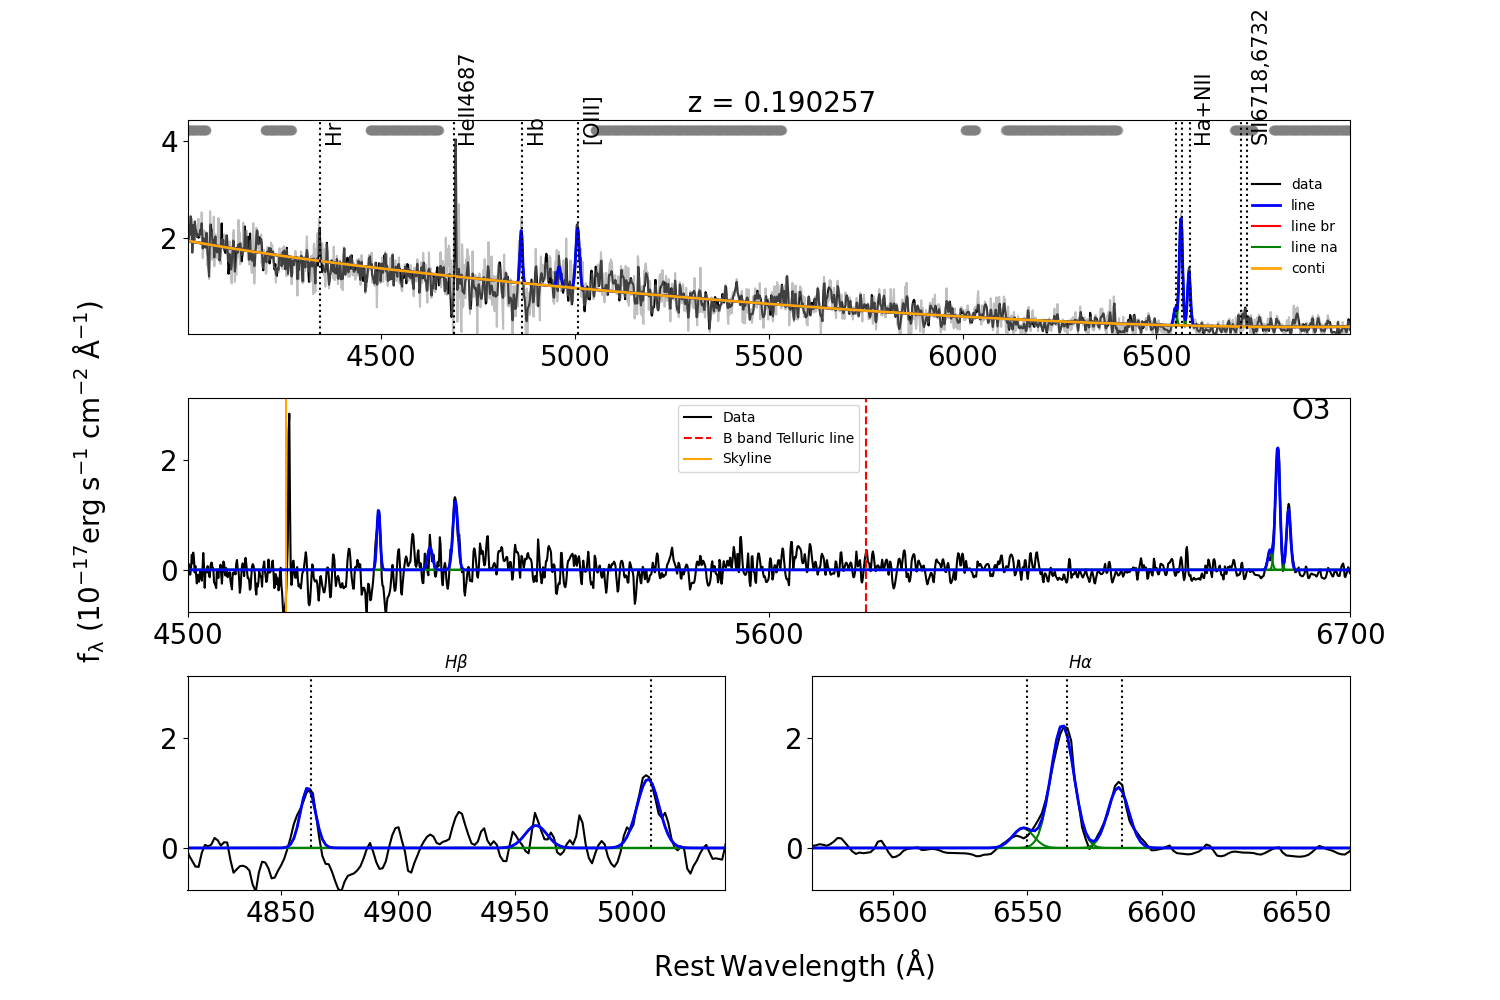 z = 0.190257
Hr
HeII4687
Hb
[OIII]
Ha+NII
SII6718,6732
4
2
data
line
line br
line na
conti
4500 5000 5500 6000 6500
f_λ (10⁻¹⁷erg s⁻¹ cm⁻² Å⁻¹)
O3
Data
B band Telluric line
Skyline
2
0
4500 5600 6700
Hβ
2
0
4850 4900 4950 5000
Hα
2
0
6500 6550 6600 6650
Rest Wavelength (Å)